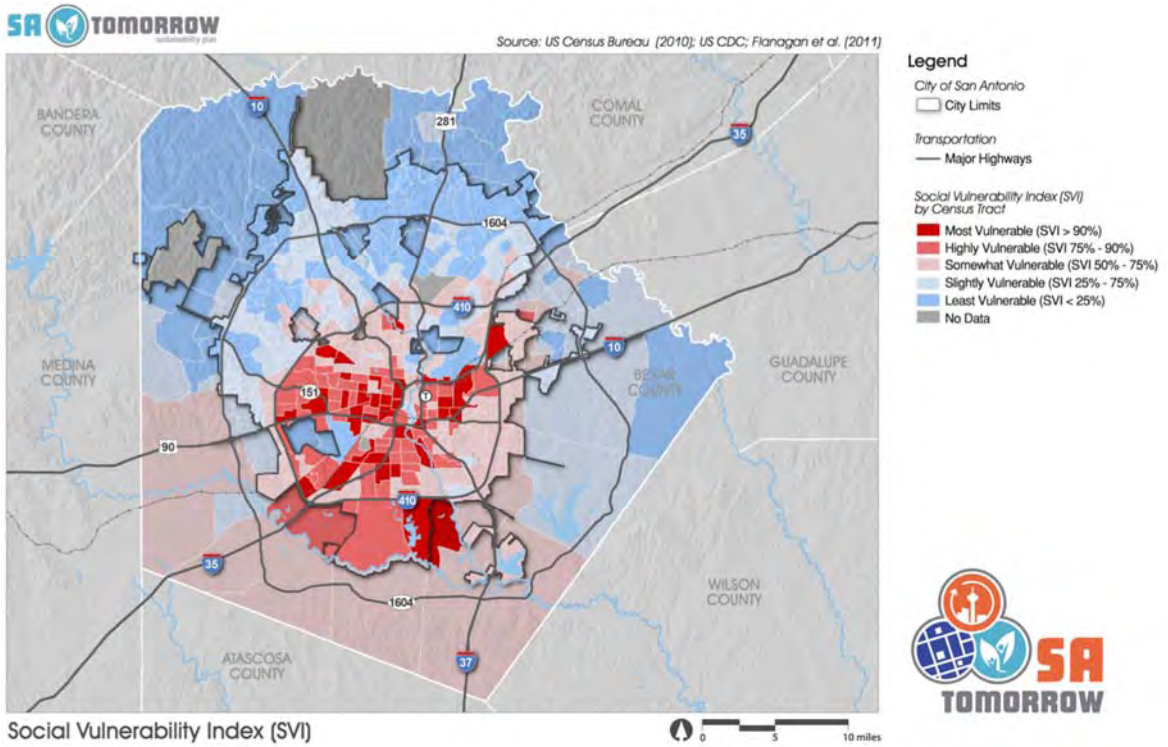 SA TOMORROW
sustainability plan
Source: US Census Bureau (2010); US CDC; Flanagan et al. (2011)
Legend
City of San Antonio
City Limits
Transportation
Major Highways
Social Vulnerability Index (SVI)
by Census Tract
Most Vulnerable (SVI > 90%)
Highly Vulnerable (SVI 75% - 90%)
Somewhat Vulnerable (SVI 50% - 75%)
Slightly Vulnerable (SVI 25% - 75%)
Least Vulnerable (SVI < 25%)
No Data
BANDERA
COUNTY
10
281
COMAL
COUNTY
35
1604
410
10
MEDINA
COUNTY
BEXAR
COUNTY
GUADALUPE
COUNTY
151
1
90
410
35
1604
WILSON
COUNTY
ATASCOSA
COUNTY
37
SA
TOMORROW
Social Vulnerability Index (SVI)
0 5 10 miles